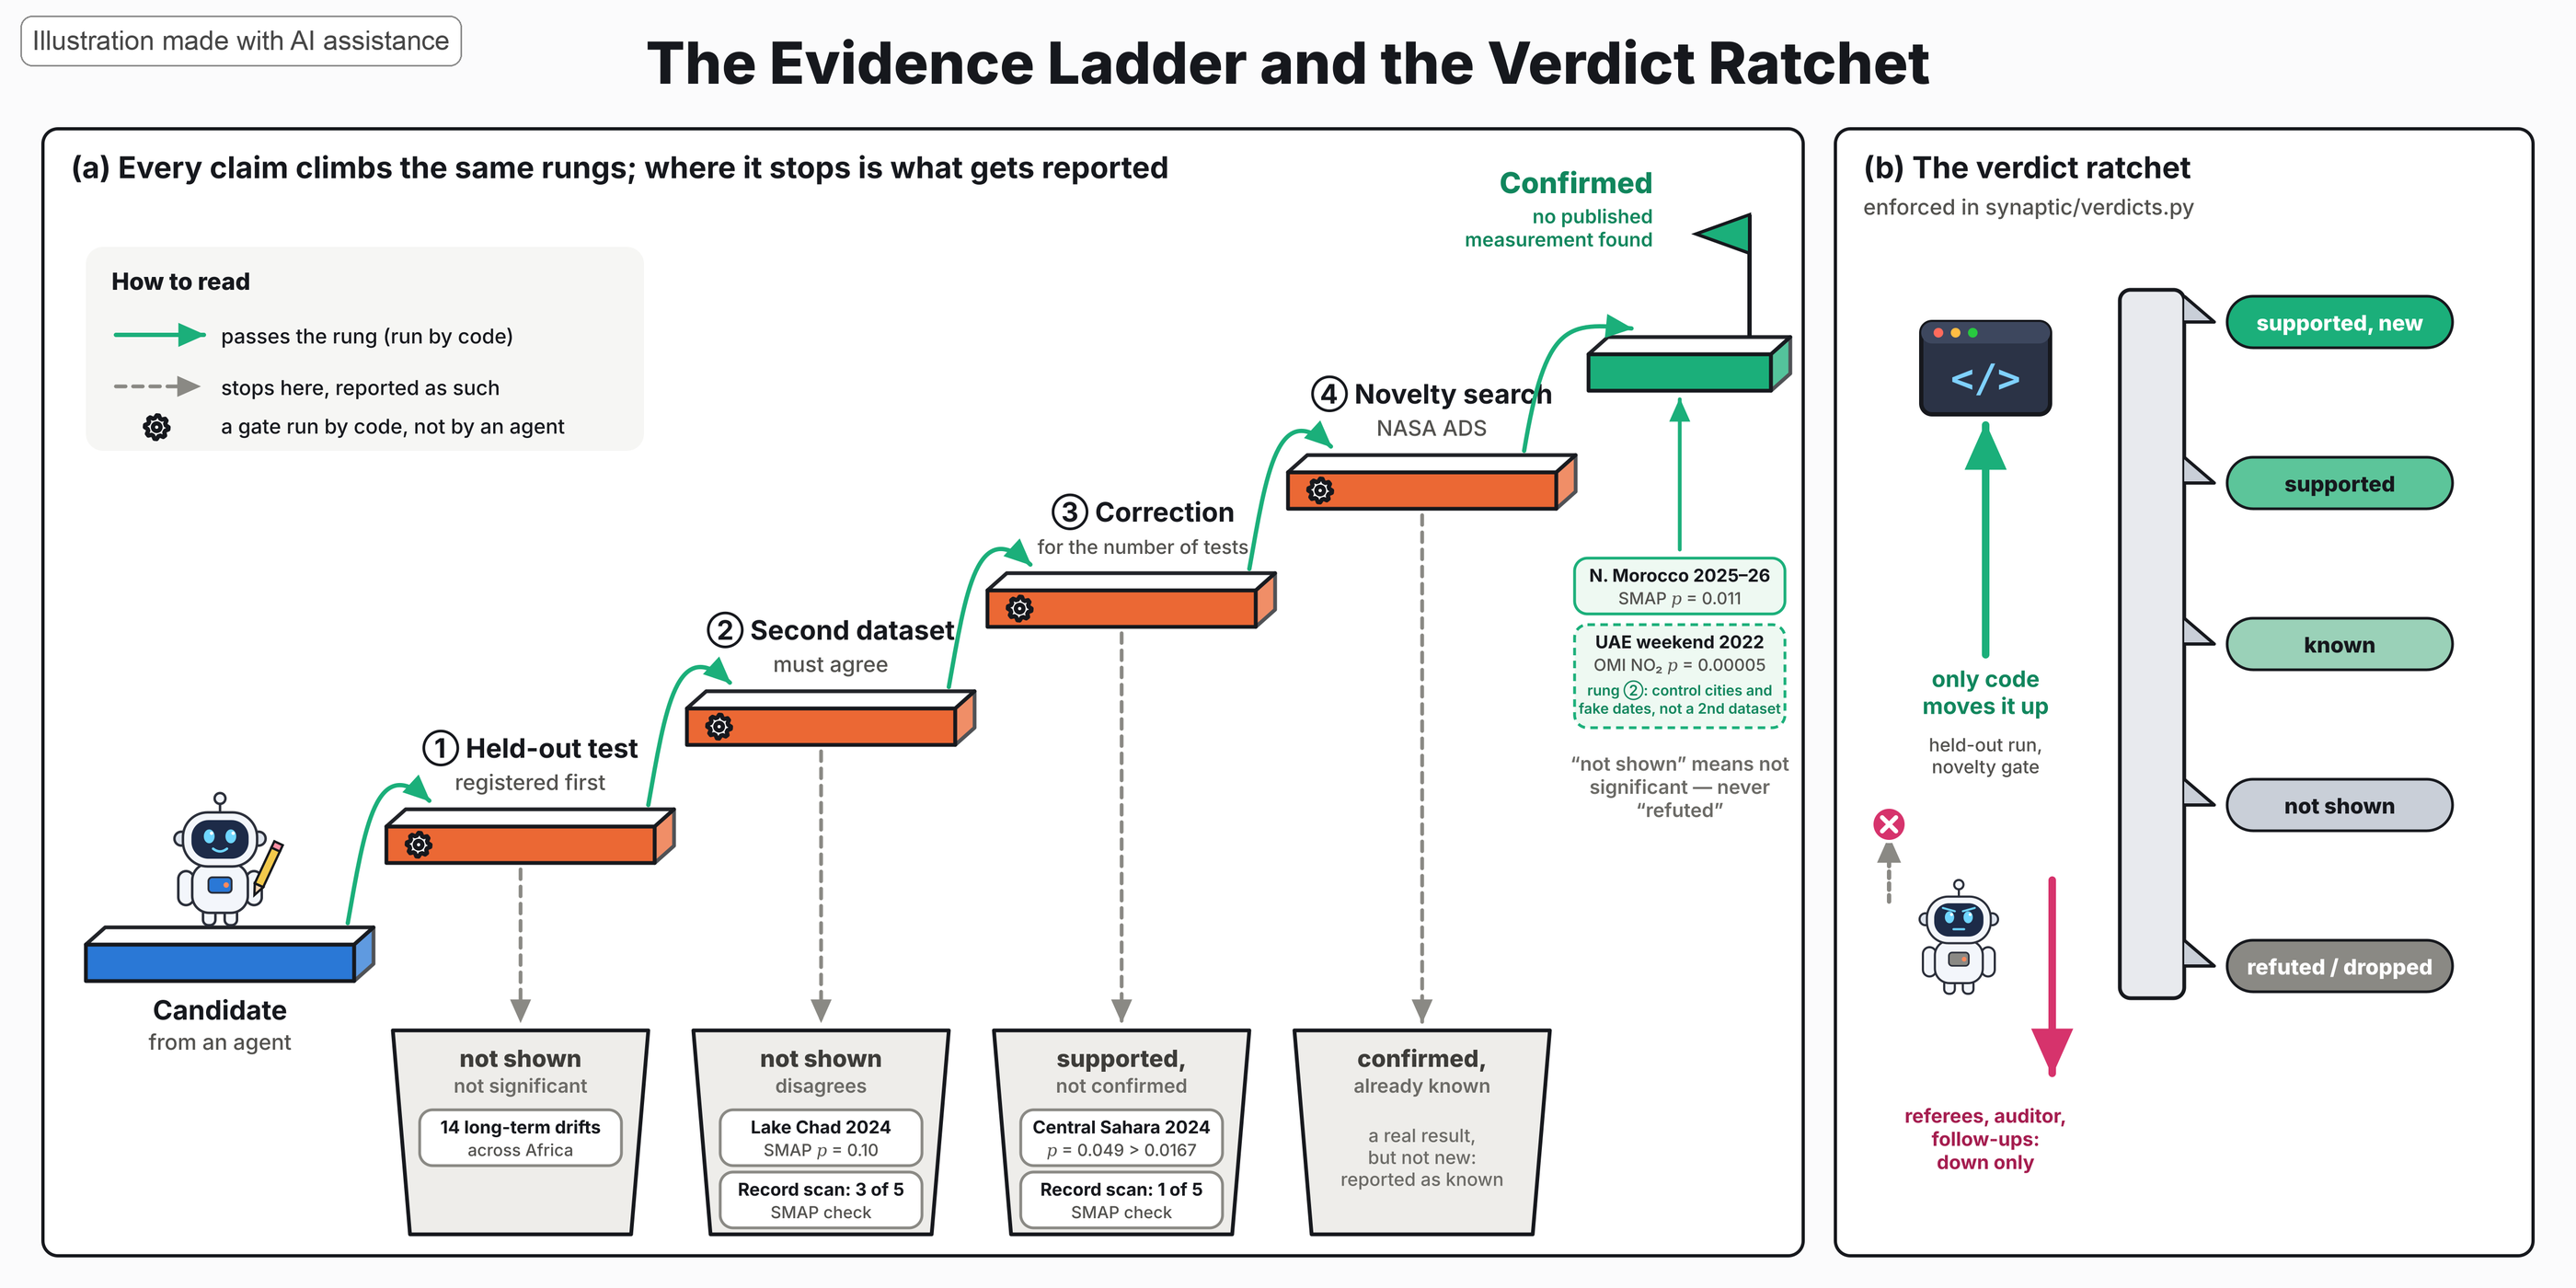 Illustration made with AI assistance
The Evidence Ladder and the Verdict Ratchet
(a) Every claim climbs the same rungs; where it stops is what gets reported
How to read
passes the rung (run by code)
stops here, reported as such
a gate run by code, not by an agent
Confirmed
no published
measurement found
④ Novelty search
NASA ADS
③ Correction
for the number of tests
② Second dataset
must agree
① Held-out test
registered first
Candidate
from an agent
N. Morocco 2025–26
SMAP p = 0.011
UAE weekend 2022
OMI NO₂ p = 0.00005
rung ②: control cities and
fake dates, not a 2nd dataset
“not shown” means not
significant — never
“refuted”
not shown
not significant
14 long-term drifts
across Africa
not shown
disagrees
Lake Chad 2024
SMAP p = 0.10
Record scan: 3 of 5
SMAP check
supported,
not confirmed
Central Sahara 2024
p = 0.049 > 0.0167
Record scan: 1 of 5
SMAP check
confirmed,
already known
a real result,
but not new:
reported as known
(b) The verdict ratchet
enforced in synaptic/verdicts.py
</>
only code
moves it up
held-out run,
novelty gate
referees, auditor,
follow-ups:
down only
supported, new
supported
known
not shown
refuted / dropped